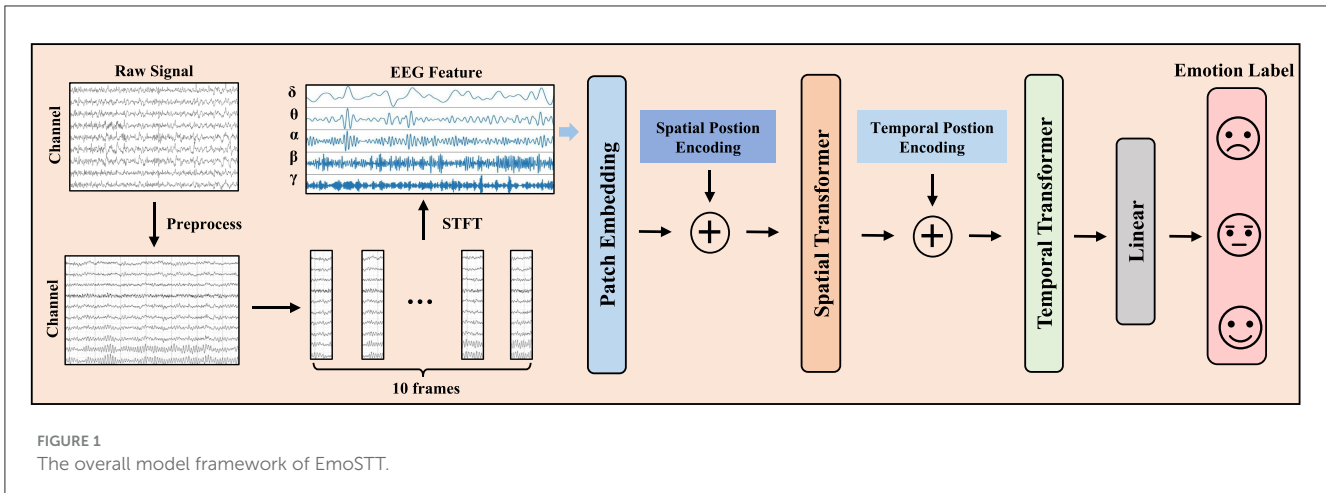 Raw Signal
Channel
Preprocess
Channel
10 frames
STFT
EEG Feature
δ
θ
α
β
γ
Patch Embedding
Spatial Postion
Encoding
+
Spatial Transformer
Temporal Postion
Encoding
+
Temporal Transformer
Linear
Emotion Label
FIGURE 1
The overall model framework of EmoSTT.